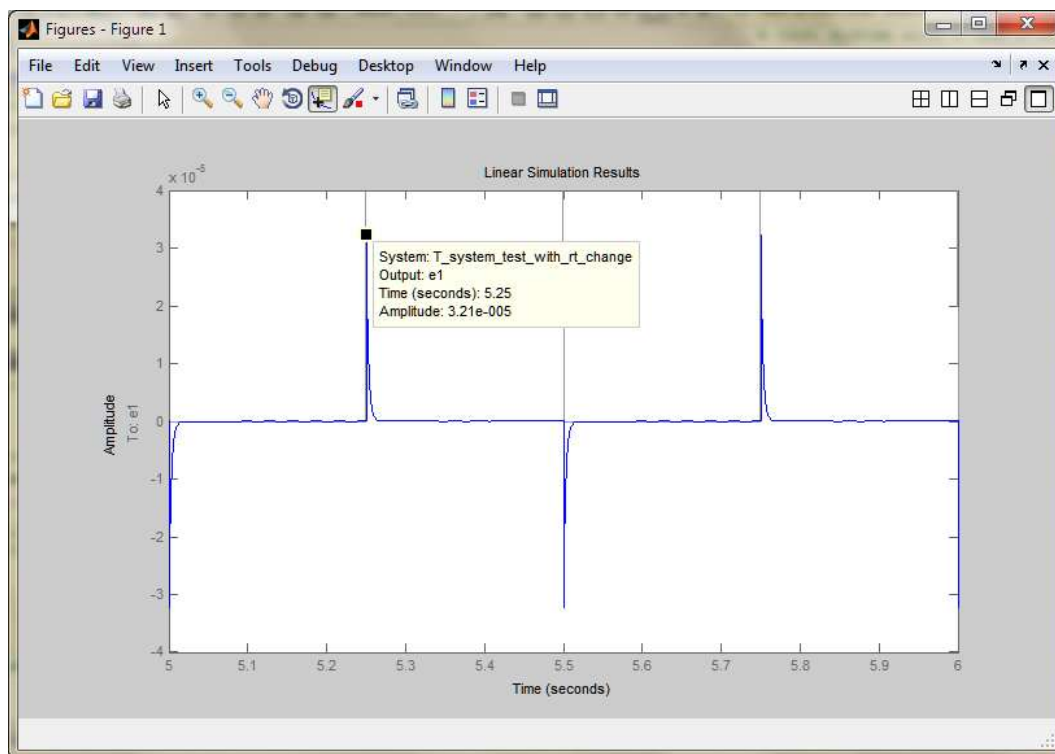 Figures - Figure 1
File Edit View Insert Tools Debug Desktop Window Help
x 10^-5
Linear Simulation Results
4
3
2
1
0
-1
-2
-3
-4
Amplitude
To: e1
System: T_system_test_with_rt_change
Output: e1
Time (seconds): 5.25
Amplitude: 3.21e-005
5 5.1 5.2 5.3 5.4 5.5 5.6 5.7 5.8 5.9 6
Time (seconds)